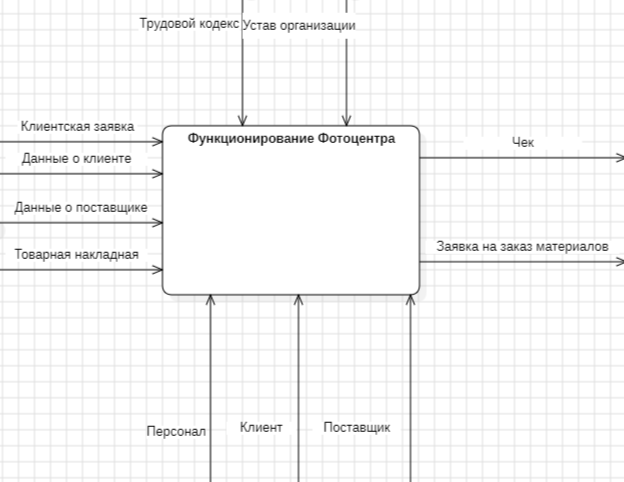 Трудовой кодекс
Устав организации
Клиентская заявка
Функционирование Фотоцентра
Чек
Данные о клиенте
Данные о поставщике
Товарная накладная
Заявка на заказ материалов
Персонал
Клиент
Поставщик